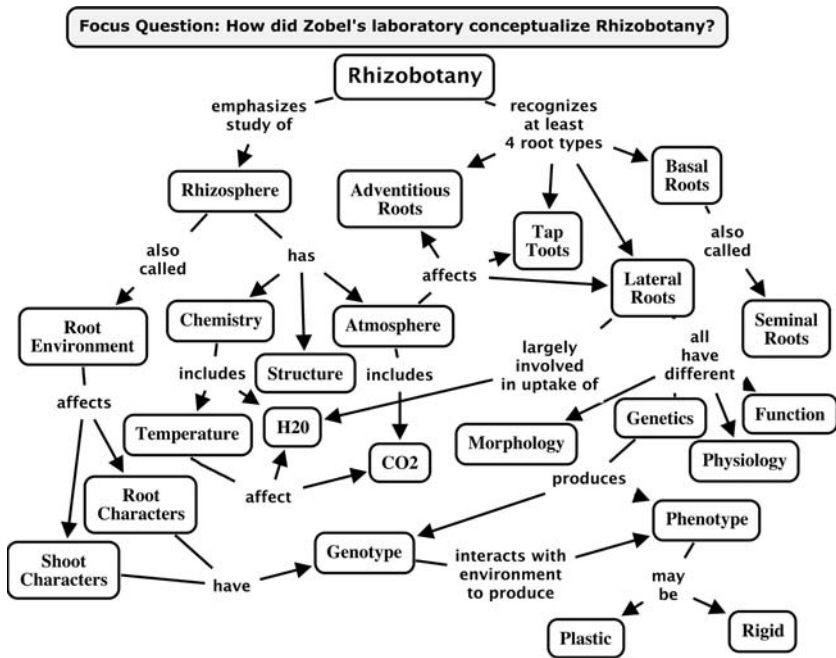 Focus Question: How did Zobel's laboratory conceptualize Rhizobotany?
Rhizobotany
emphasizes
study of
recognizes
at least
4 root types
Rhizosphere
Adventitious
Roots
Basal
Roots
Tap
Toots
also
called
has
affects
Lateral
Roots
also
called
Root
Environment
Chemistry
Atmosphere
Seminal
Roots
Structure
includes
includes
largely
involved
in uptake of
all
have
different
affects
Temperature
H20
CO2
Morphology
Genetics
Function
Physiology
Root
Characters
affect
produces
Shoot
Characters
have
Genotype
interacts with
environment
to produce
Phenotype
may
be
Plastic
Rigid